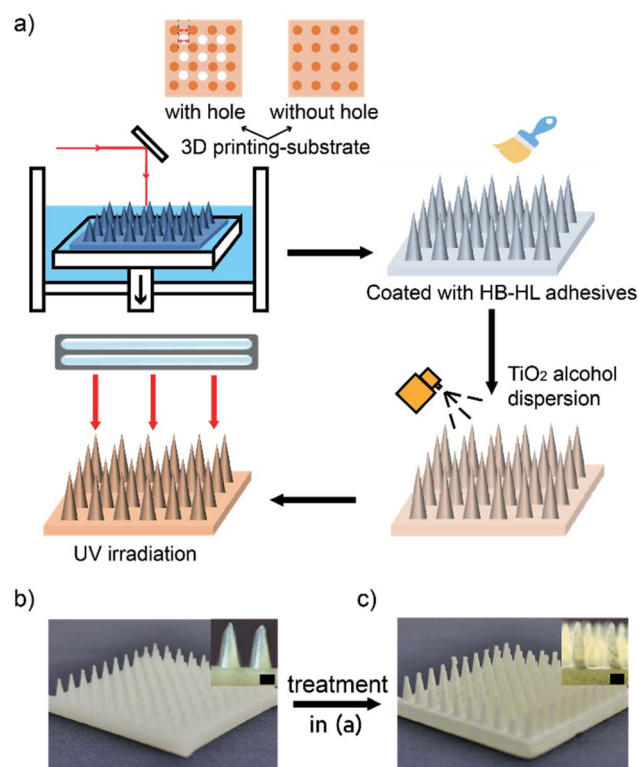 a)
with hole
without hole
3D printing-substrate
Coated with HB-HL adhesives
TiO₂ alcohol
dispersion
UV irradiation
b)
c)
treatment
in (a)